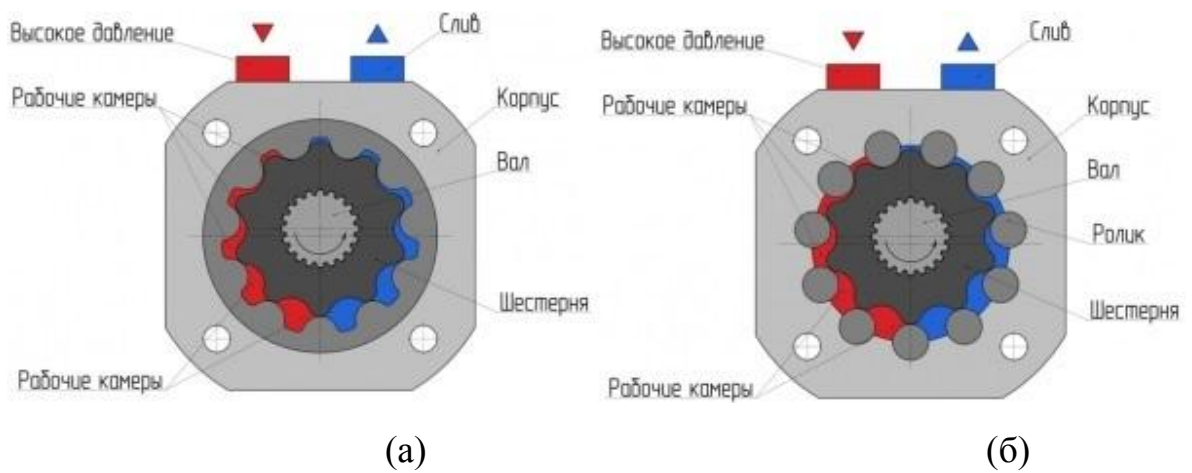 Высокое давление
Слив
Рабочие камеры
Корпус
Вал
Шестерня
Рабочие камеры
(а)
Высокое давление
Слив
Рабочие камеры
Корпус
Вал
Ролик
Шестерня
Рабочие камеры
(б)